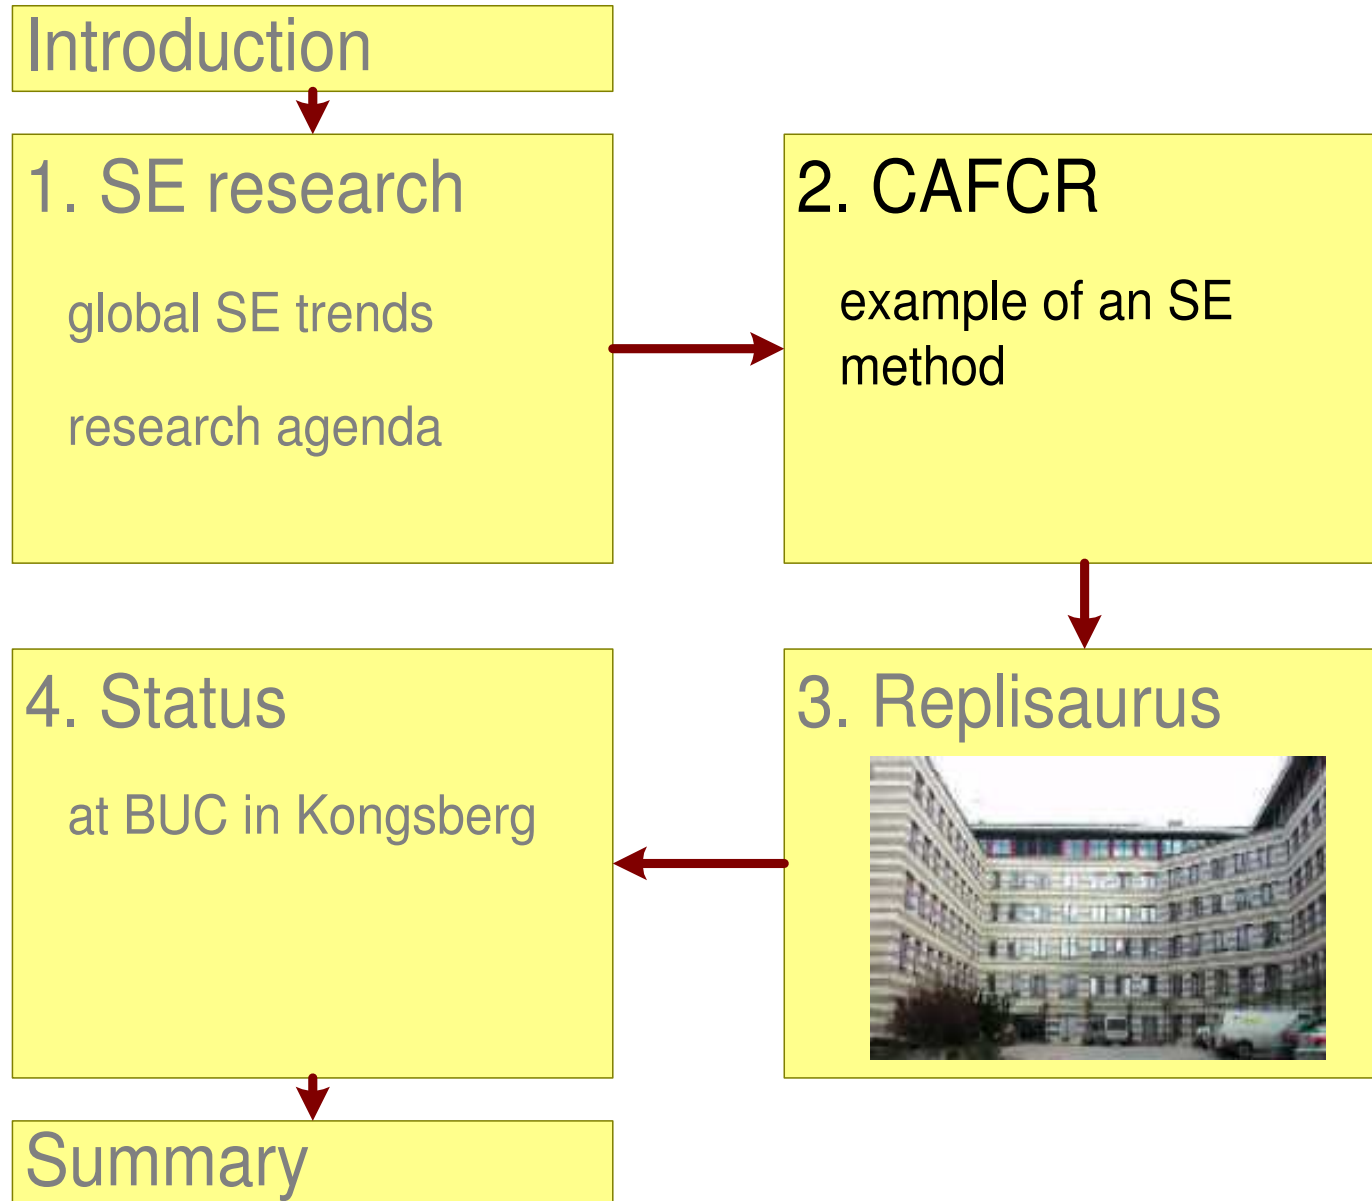 Introduction
1. SE research
global SE trends
research agenda
2. CAFCR
example of an SE
method
3. Replisaurus
4. Status
at BUC in Kongsberg
Summary